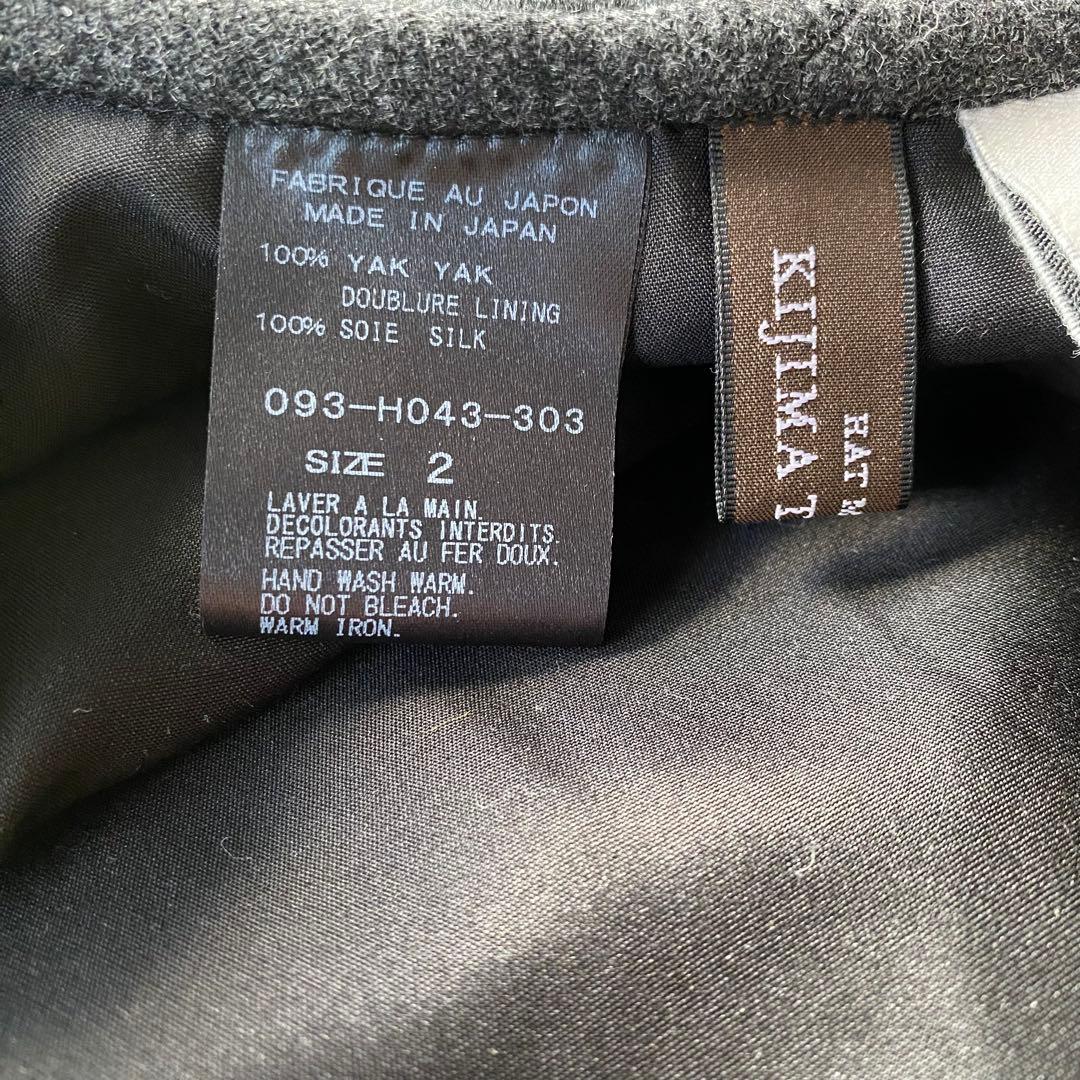 FABRIQUE AU JAPON
MADE IN JAPAN
100% YAK YAK
DOUBLURE LINING
100% SOIE SILK
093-H043-303
SIZE 2
LAVER A LA MAIN.
DECOLORANTS INTERDITS.
REPASSER AU FER DOUX.
HAND WASH WARM.
DO NOT BLEACH.
WARM IRON.
KIJIMA
HAT